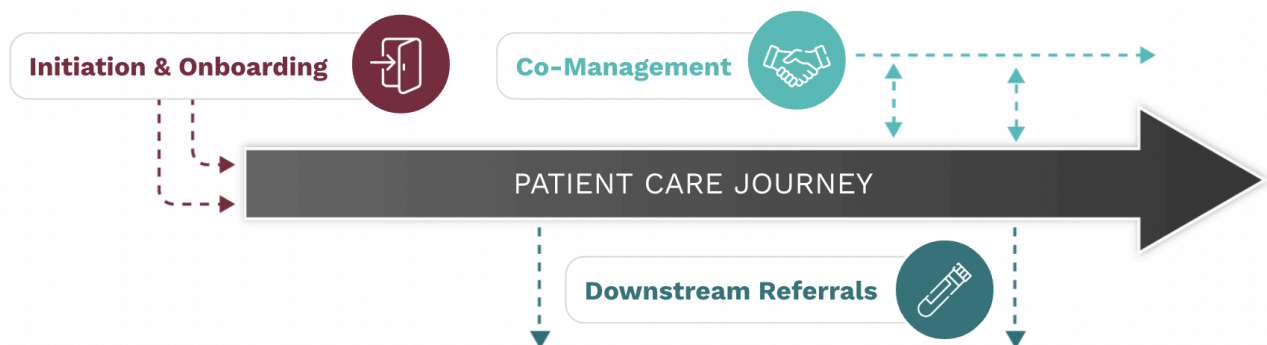 Initiation & Onboarding
Co-Management
PATIENT CARE JOURNEY
Downstream Referrals